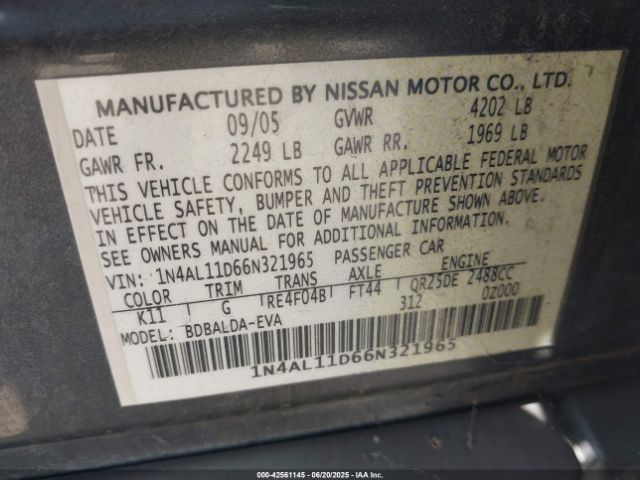 MANUFACTURED BY NISSAN MOTOR CO., LTD.
DATE 09/05 GVWR 4202 LB
GAWR FR. 2249 LB GAWR RR. 1969 LB
THIS VEHICLE CONFORMS TO ALL APPLICABLE FEDERAL MOTOR
VEHICLE SAFETY, BUMPER AND THEFT PREVENTION STANDARDS
IN EFFECT ON THE DATE OF MANUFACTURE SHOWN ABOVE.
SEE OWNERS MANUAL FOR ADDITIONAL INFORMATION.
VIN: 1N4AL11D66N321965 PASSENGER CAR
COLOR TRIM TRANS AXLE ENGINE
K11 G RE4F04B FT44 QR25DE 2488CC
MODEL: BDBALDA-EVA 312 0Z000
1N4AL11D66N321965
000-42561145 | 06/20/2025 | IAA Inc.